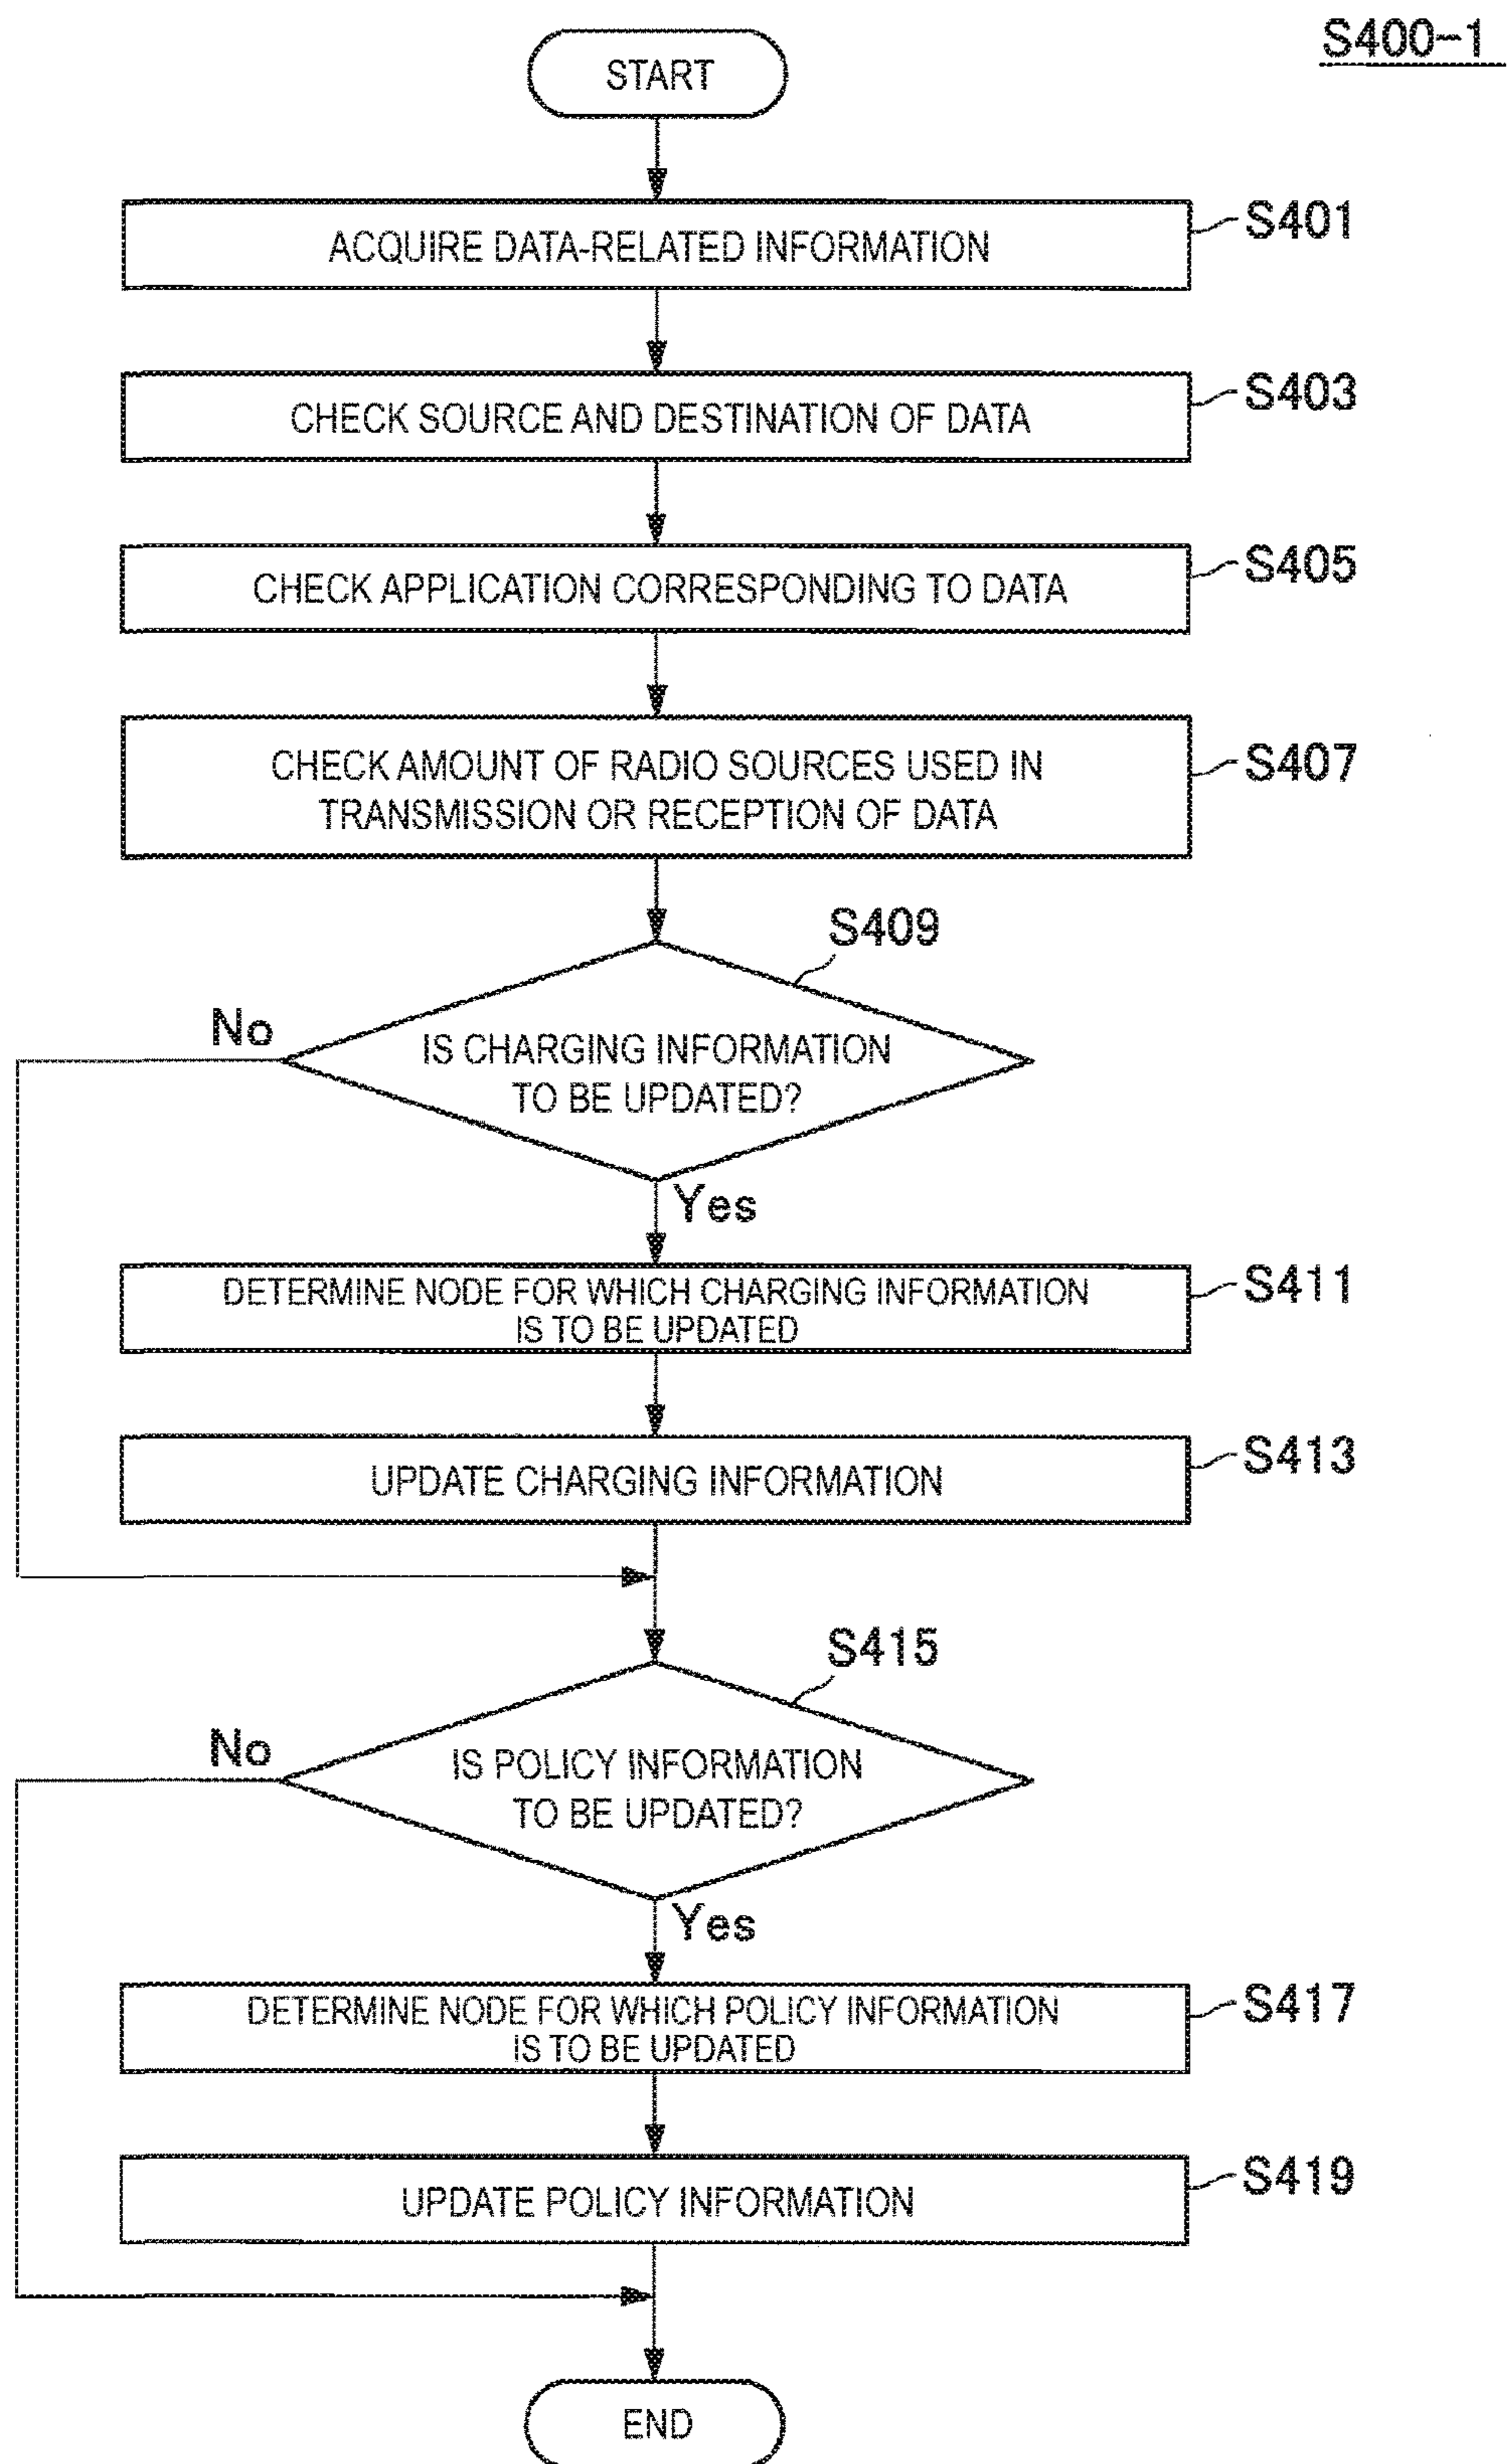 S400-1
START
ACQUIRE DATA-RELATED INFORMATION
S401
CHECK SOURCE AND DESTINATION OF DATA
S403
CHECK APPLICATION CORRESPONDING TO DATA
S405
CHECK AMOUNT OF RADIO SOURCES USED IN
TRANSMISSION OR RECEPTION OF DATA
S407
S409
No
IS CHARGING INFORMATION
TO BE UPDATED?
Yes
DETERMINE NODE FOR WHICH CHARGING INFORMATION
IS TO BE UPDATED
S411
UPDATE CHARGING INFORMATION
S413
S415
No
IS POLICY INFORMATION
TO BE UPDATED?
Yes
DETERMINE NODE FOR WHICH POLICY INFORMATION
IS TO BE UPDATED
S417
UPDATE POLICY INFORMATION
S419
END